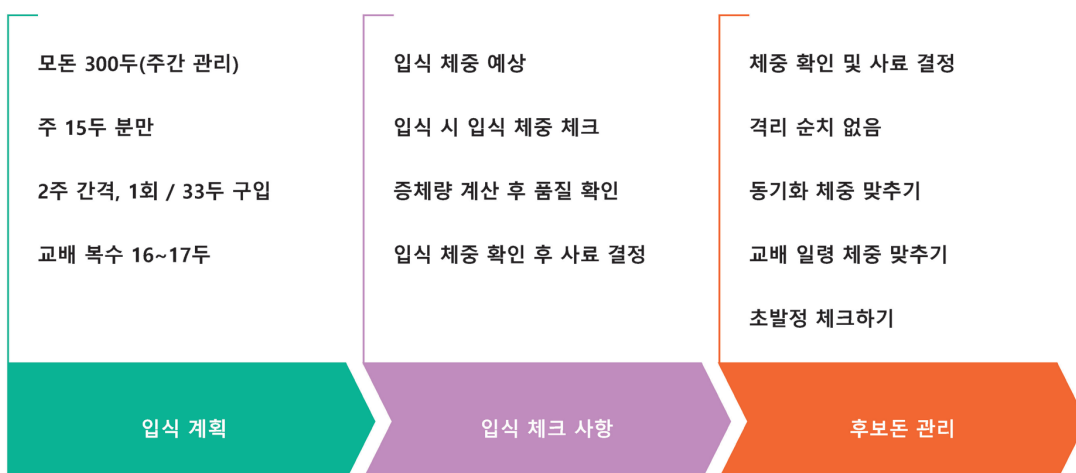 모돈 300두(주간 관리)
주 15두 분만
2주 간격, 1회 / 33두 구입
교배 복수 16~17두
입식 계획
입식 체중 예상
입식 시 입식 체중 체크
증체량 계산 후 품질 확인
입식 체중 확인 후 사료 결정
입식 체크 사항
체중 확인 및 사료 결정
격리 순치 없음
동기화 체중 맞추기
교배 일령 체중 맞추기
초발정 체크하기
후보돈 관리